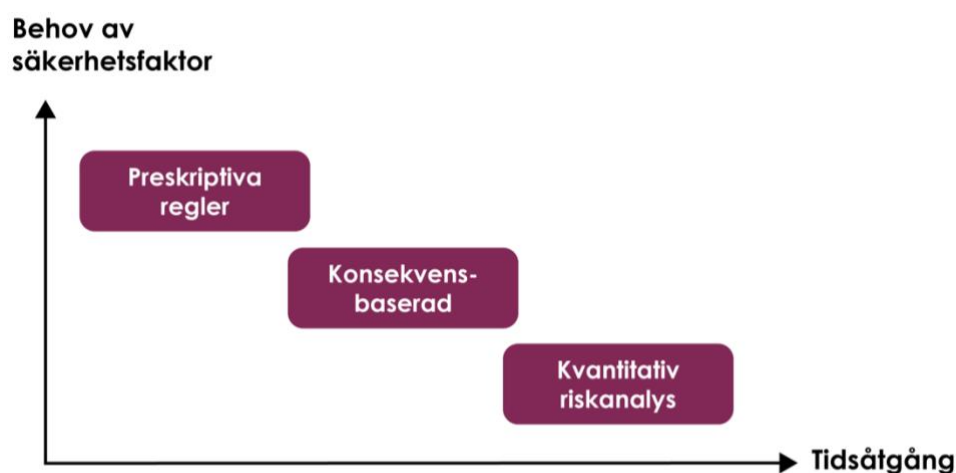 Behov av
säkerhetsfaktor
Preskriptiva
regler
Konsekvens-
baserad
Kvantitativ
riskanalys
Tidsåtgång